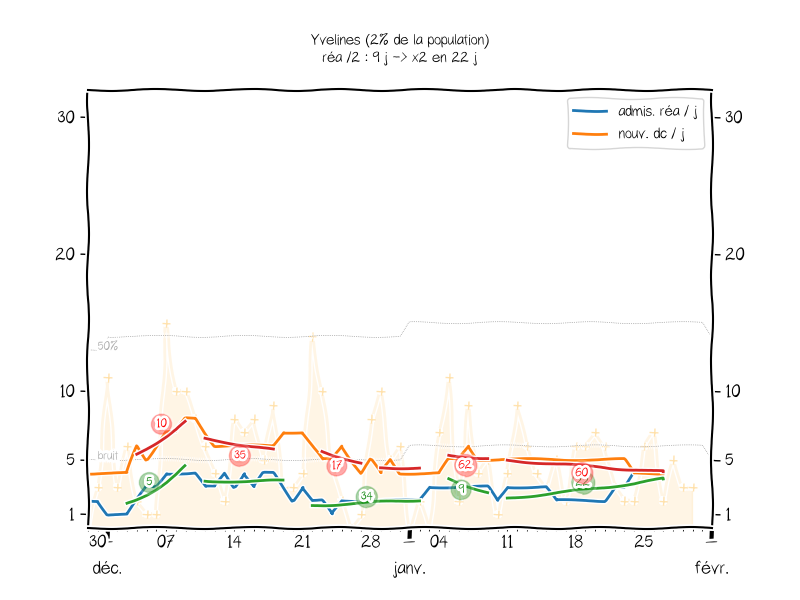 Yvelines (2% de la population)
réa /2 : 9 j -> x2 en 22 j
admis. réa / j
nouv. dc / j
30 30
20 20
50%
10 10
10
35
17
62
60
bruit
5 5
5
34
9
22
1 1
30 07 14 21 28 04 11 18 25
déc. janv. févr.